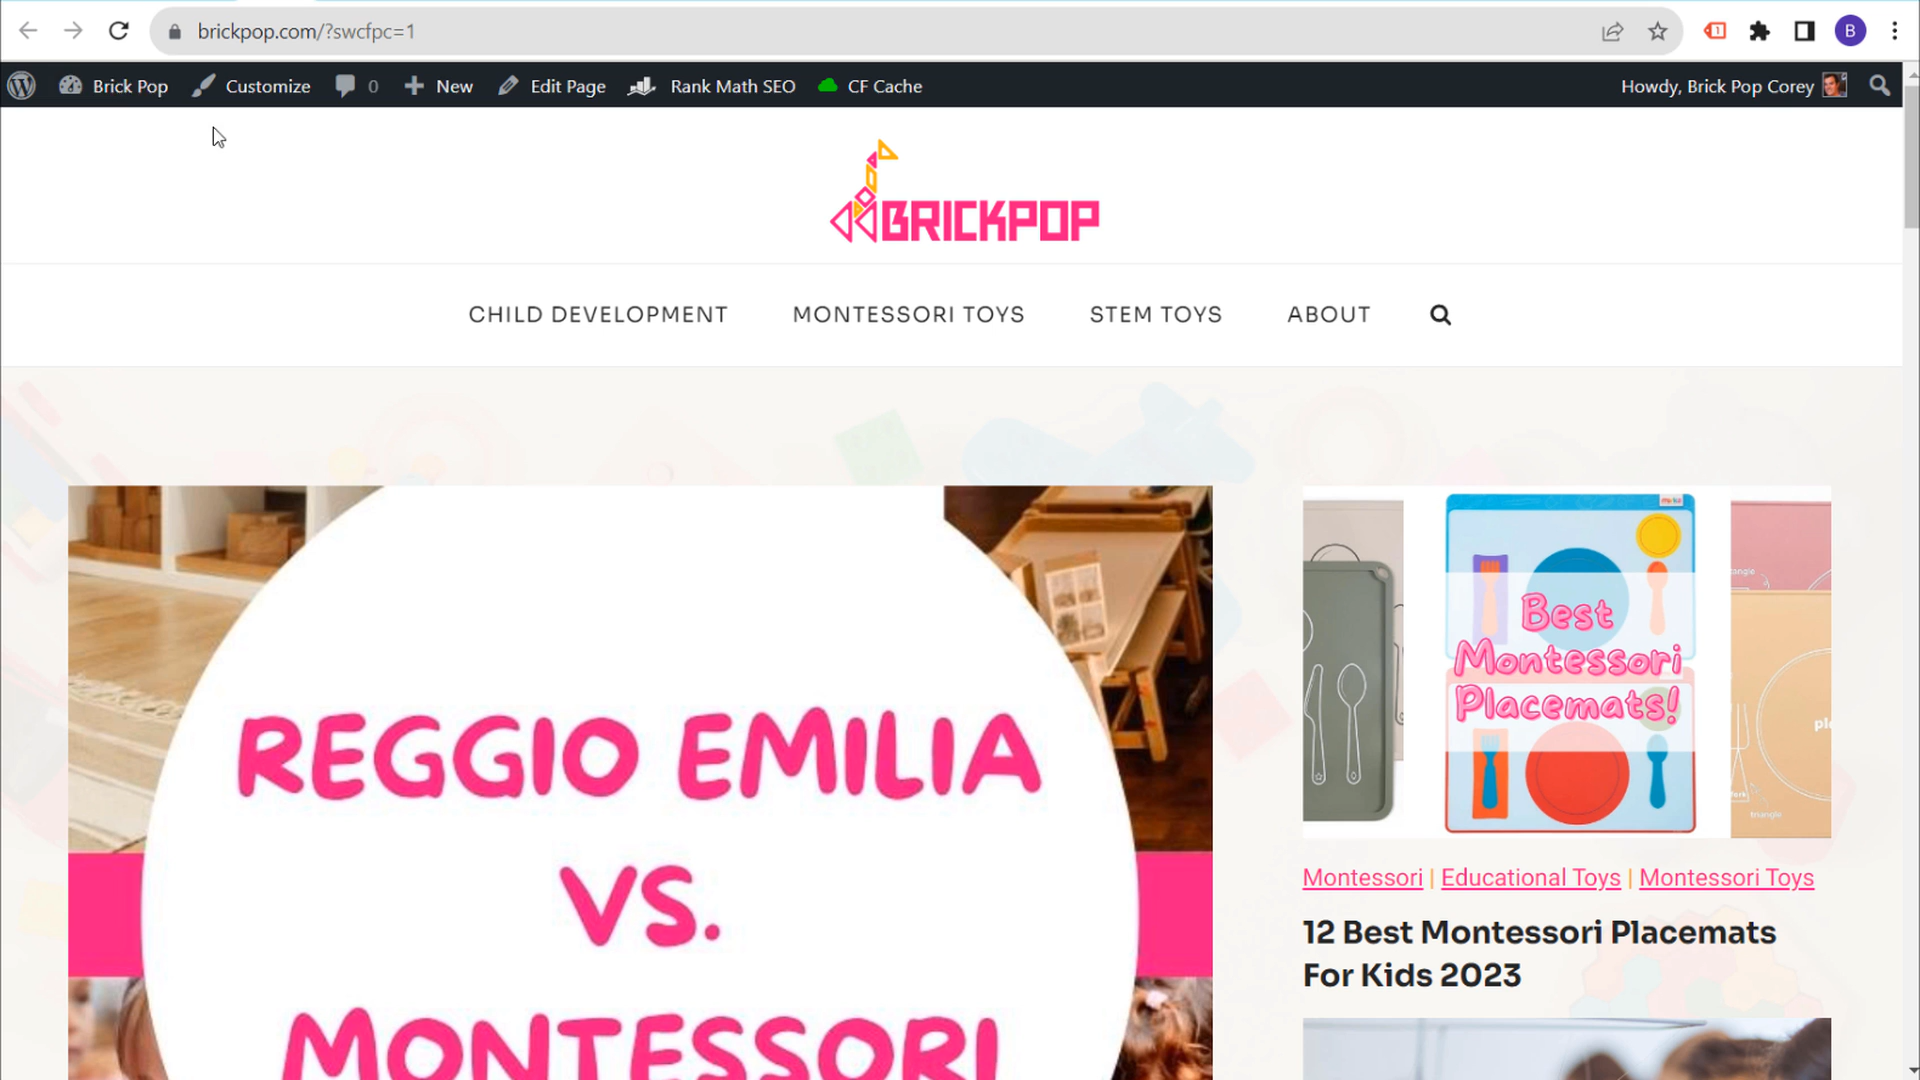 brickpop.com/?swcfpc=1
B
Brick Pop Customize 0 New Edit Page Rank Math SEO CF Cache Howdy, Brick Pop Corey
BRICKPOP
CHILD DEVELOPMENT MONTESSORI TOYS STEM TOYS ABOUT
REGGIO EMILIA
VS.
MONTESSORI
Best
Montessori
Placemats!
triangle
Montessori | Educational Toys | Montessori Toys
12 Best Montessori Placemats
For Kids 2023